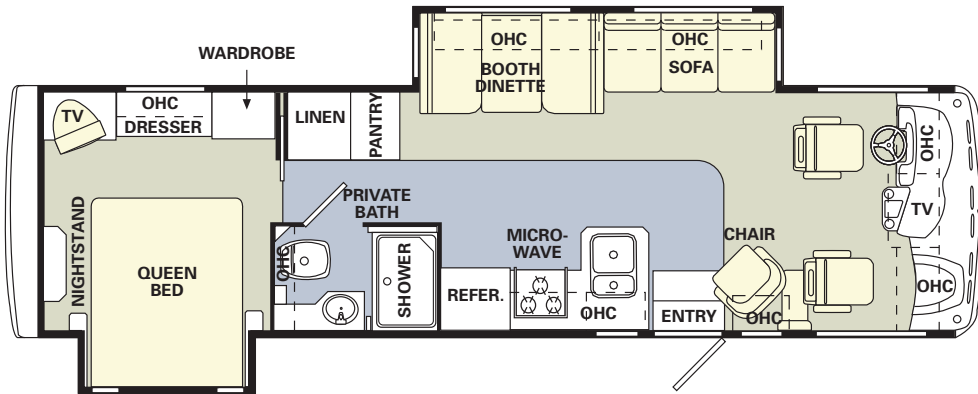 WARDROBE
OHC
BOOTH
DINETTE
OHC
SOFA
TV
OHC
DRESSER
LINEN
PANTRY
OHC
TV
OHC
NIGHTSTAND
QUEEN
BED
PRIVATE
BATH
OHC
SHOWER
MICRO-
WAVE
REFER.
OHC
ENTRY
CHAIR
OHC